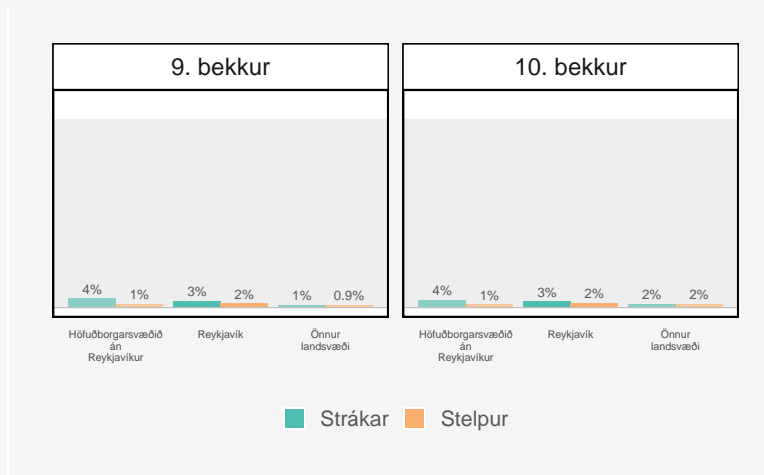 9. bekkur
10. bekkur
4% 1% 3% 2% 1% 0.9%
4% 1% 3% 2% 2% 2%
Höfuðborgarsvæðið
án
Reykjavíkur
Reykjavík
Önnur
landsvæði
Höfuðborgarsvæðið
án
Reykjavíkur
Reykjavík
Önnur
landsvæði
Strákar Stelpur